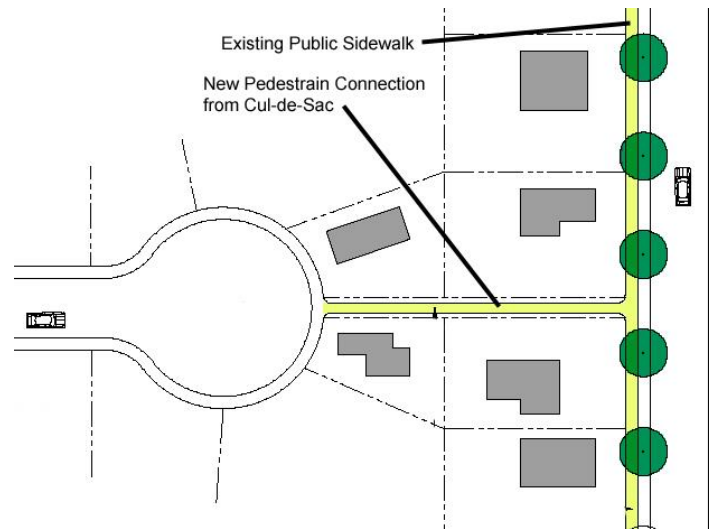 Existing Public Sidewalk
New Pedestrain Connection
from Cul-de-Sac